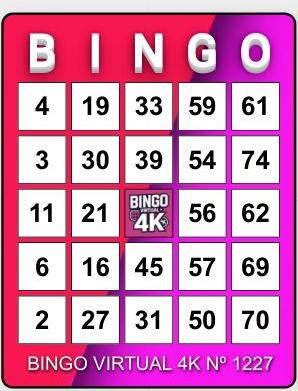 B I N G O
4 19 33 59 61
3 30 39 54 74
11 21 BINGO VIRTUAL 4K 56 62
6 16 45 57 69
2 27 31 50 70
BINGO VIRTUAL 4K Nº 1227